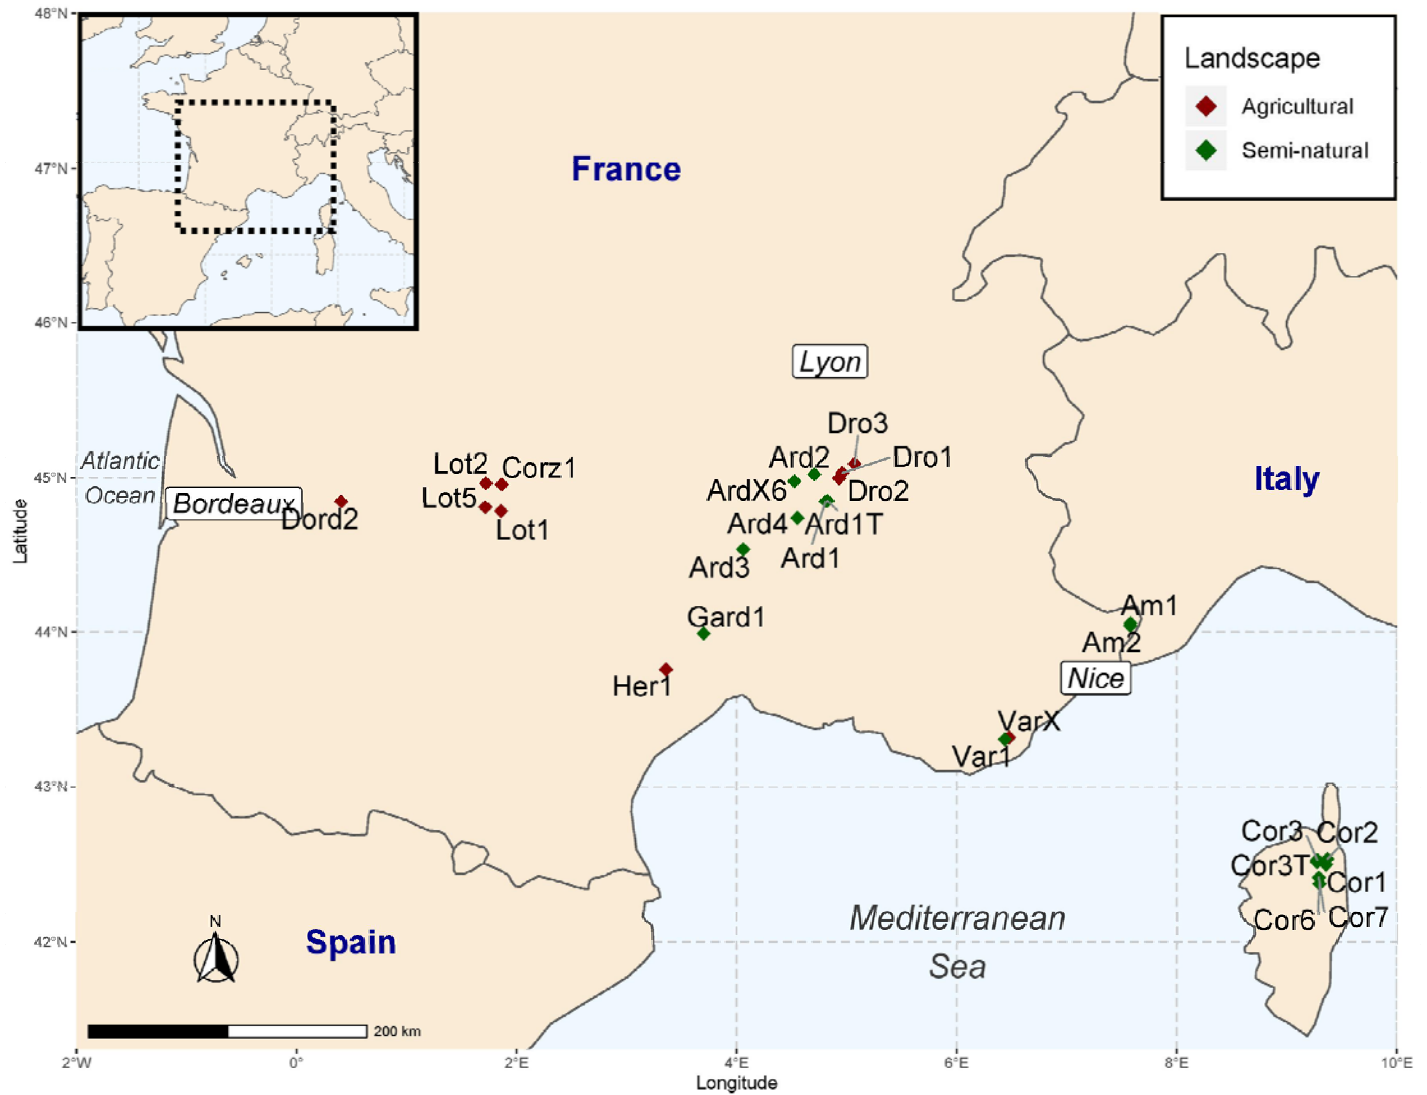 48°N
47°N
46°N
45°N
44°N
43°N
42°N
Latitude
Landscape
Agricultural
Semi-natural
France
Lyon
Dro3
Ard2
Dro1
Lot2
Corz1
Atlantic
Ocean
Italy
ArdX6
Dro2
Lot5
Bordeaux
Dord2
Lot1
Ard4
Ard1T
Ard1
Ard3
Am1
Gard1
Am2
Nice
Her1
VarX
Var1
Cor3
Cor2
Cor3T
Cor1
Cor6
Cor7
Mediterranean
Sea
N
Spain
200 km
2°W
0°
2°E
4°E
6°E
8°E
10°E
Longitude